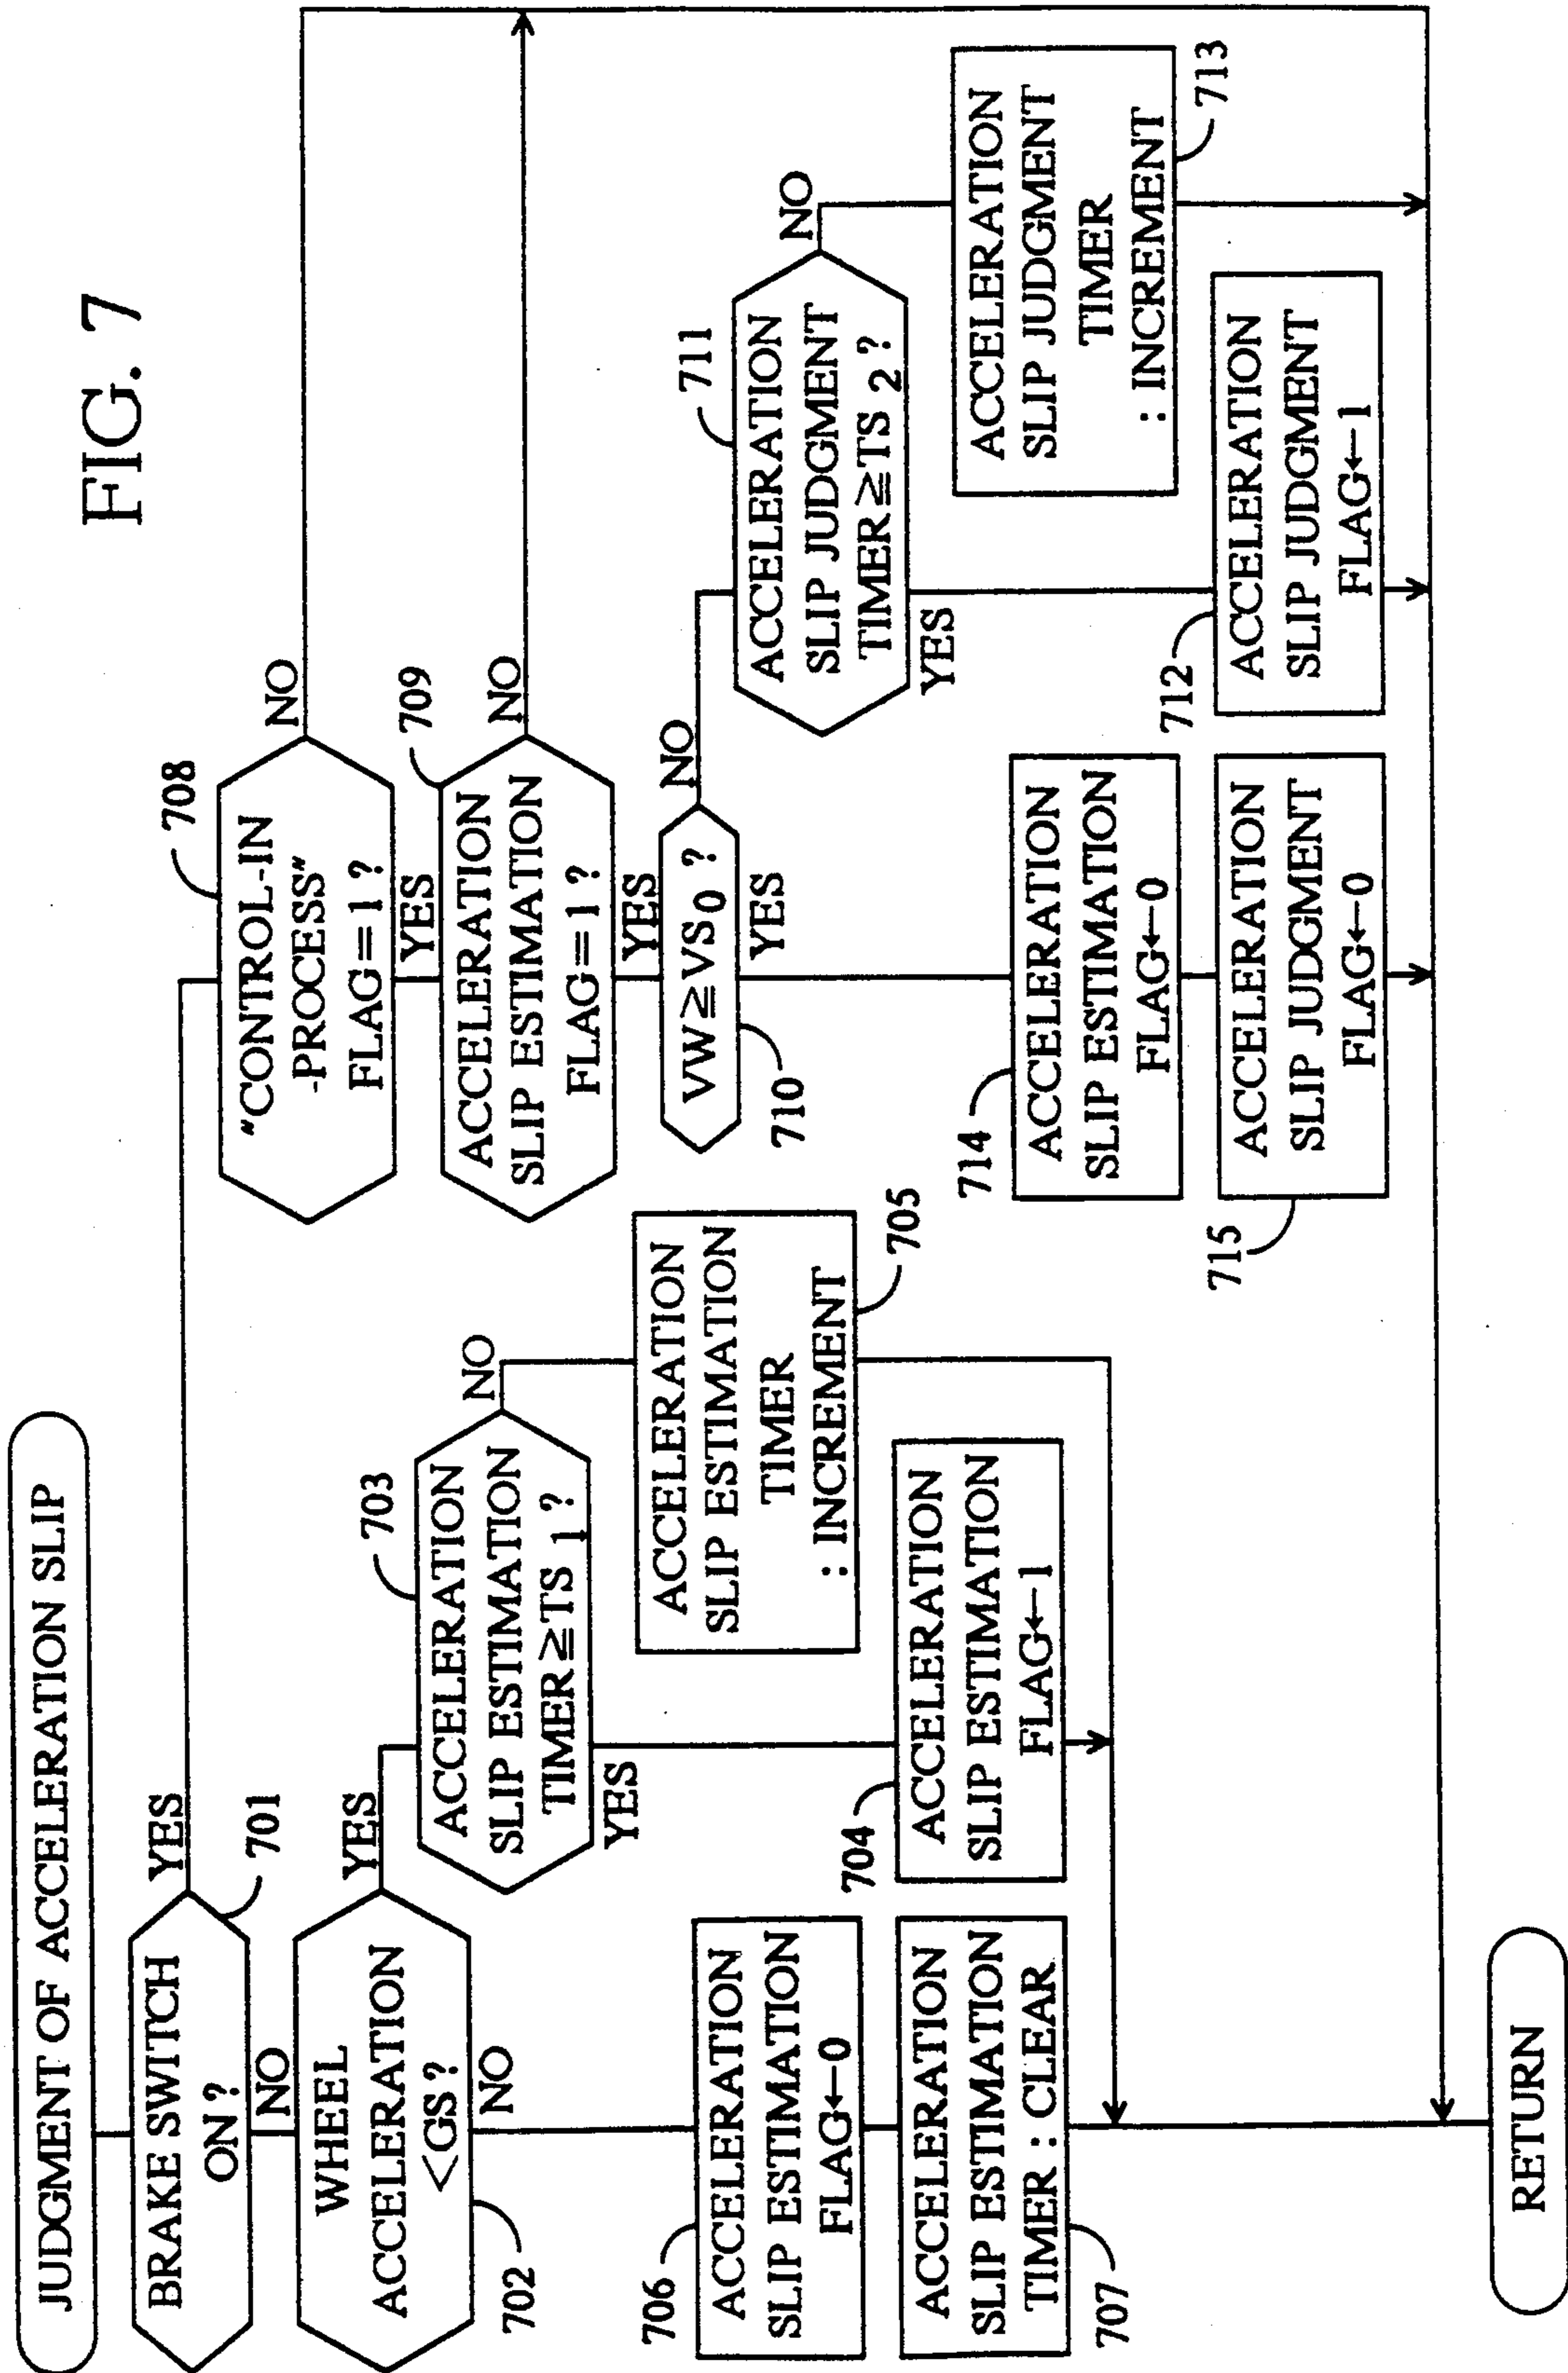 FIG. 7
JUDGMENT OF ACCELERATION SLIP
BRAKE SWITCH
ON ?
YES
701
NO
WHEEL
ACCELERATION
<GS?
YES
702
NO
ACCELERATION
SLIP ESTIMATION
TIMER≧TS 1 ?
703
NO
YES
ACCELERATION
SLIP ESTIMATION
FLAG←1
704
ACCELERATION
SLIP ESTIMATION
TIMER
: INCREMENT
705
ACCELERATION
SLIP ESTIMATION
FLAG←0
706
ACCELERATION
SLIP ESTIMATION
TIMER : CLEAR
707
"CONTROL-IN
-PROCESS"
FLAG=1 ?
708
NO
YES
ACCELERATION
SLIP ESTIMATION
FLAG=1 ?
709
NO
YES
VW≧VS0 ?
710
NO
YES
ACCELERATION
SLIP JUDGMENT
TIMER≧TS 2 ?
711
NO
YES
ACCELERATION
SLIP JUDGMENT
FLAG←1
712
ACCELERATION
SLIP JUDGMENT
TIMER
: INCREMENT
713
ACCELERATION
SLIP ESTIMATION
FLAG←0
714
ACCELERATION
SLIP JUDGMENT
FLAG←0
715
RETURN